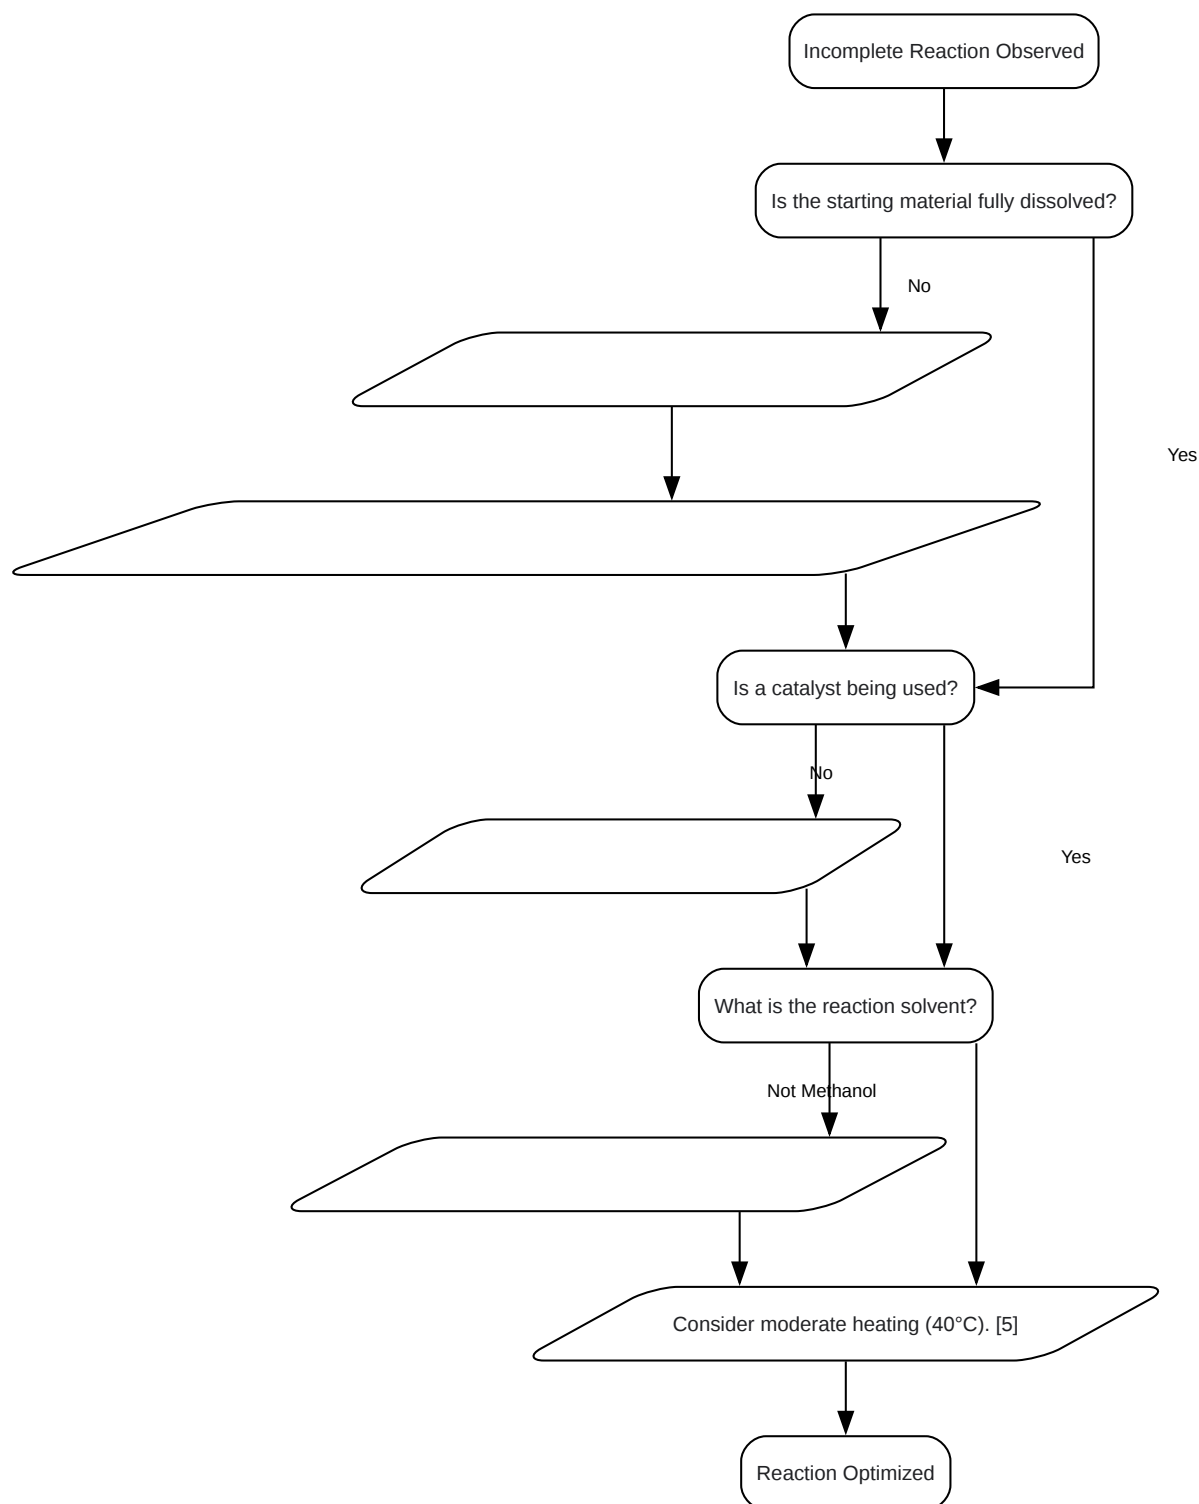 Incomplete Reaction Observed
Is the starting material fully dissolved?
No
Yes
Is a catalyst being used?
No
Yes
What is the reaction solvent?
Not Methanol
Consider moderate heating (40°C). [5]
Reaction Optimized